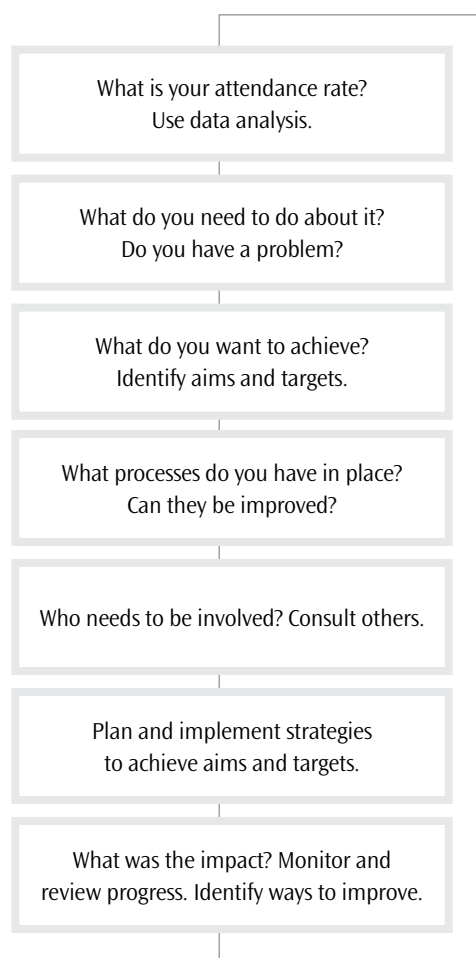 What is your attendance rate?
Use data analysis.
What do you need to do about it?
Do you have a problem?
What do you want to achieve?
Identify aims and targets.
What processes do you have in place?
Can they be improved?
Who needs to be involved? Consult others.
Plan and implement strategies
to achieve aims and targets.
What was the impact? Monitor and
review progress. Identify ways to improve.